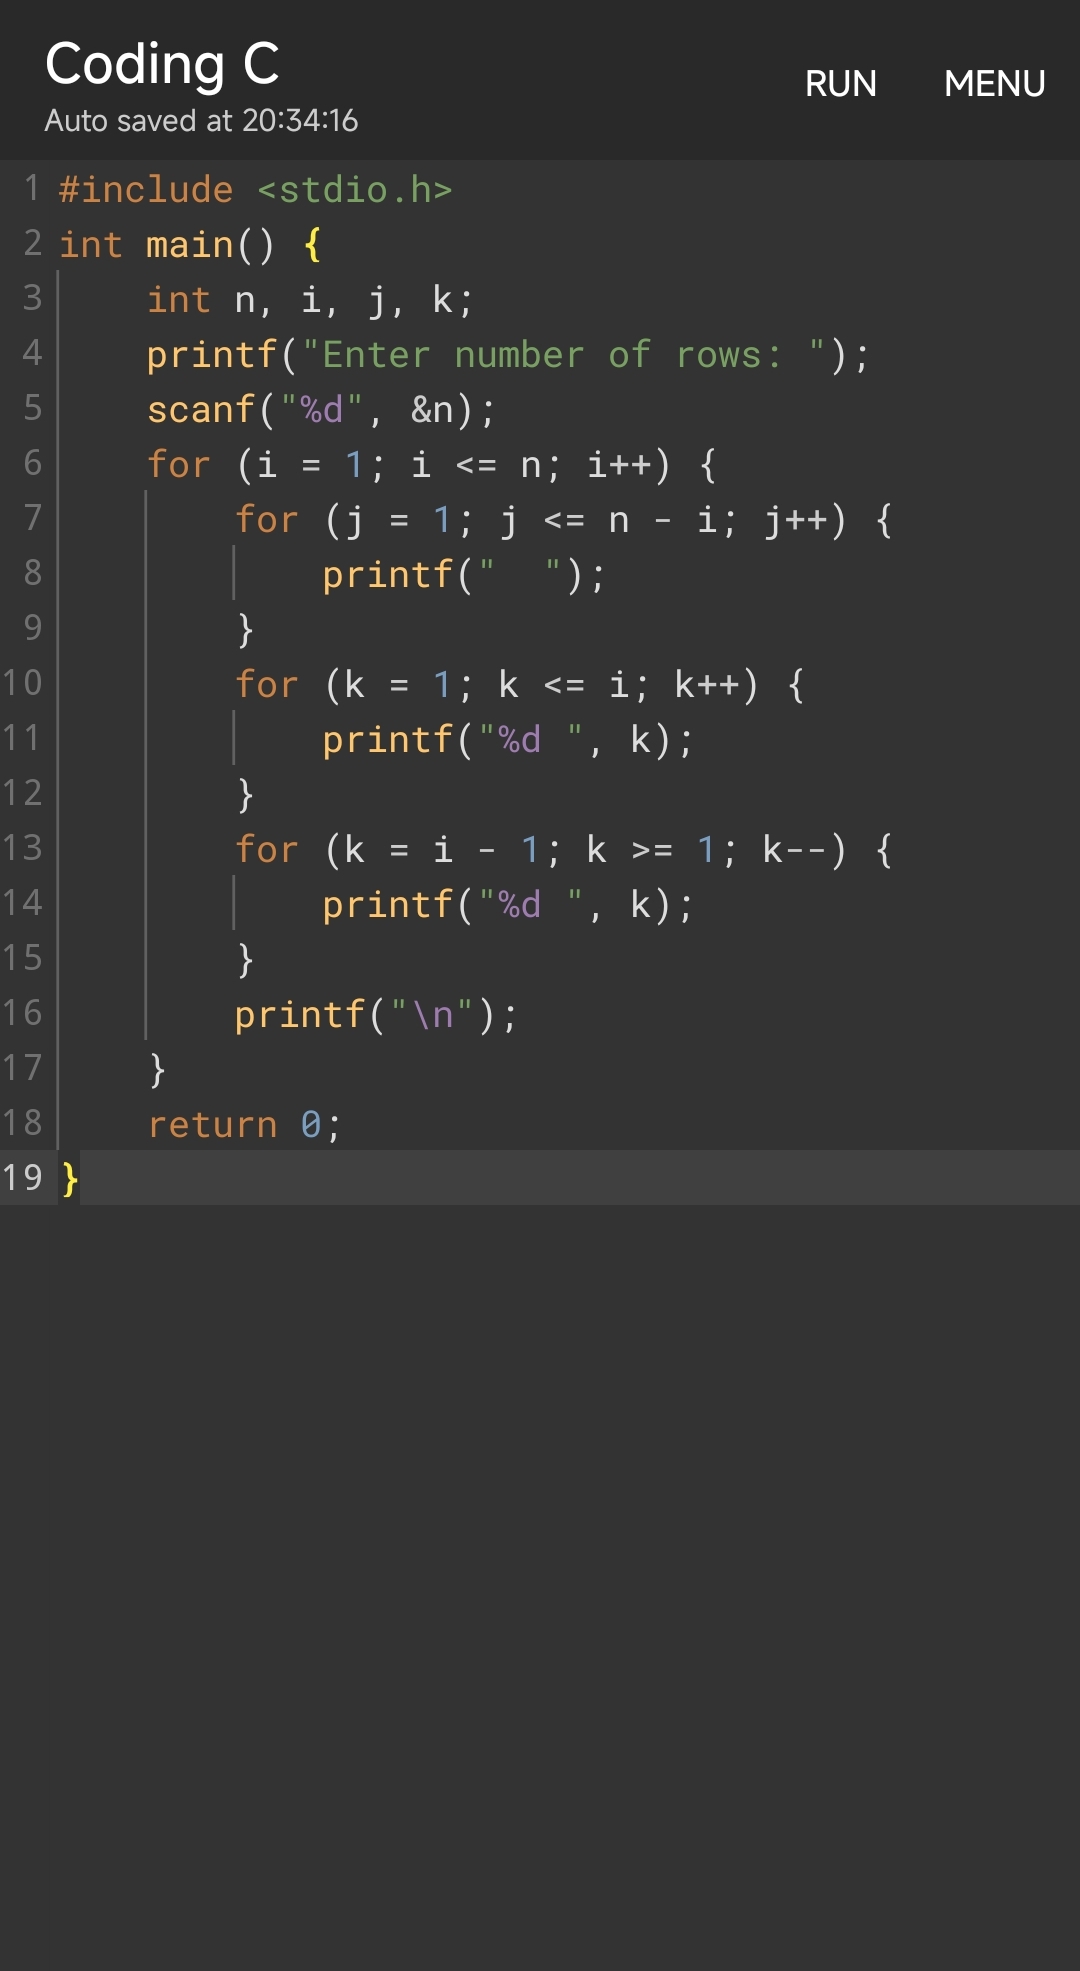 Coding C
Auto saved at 20:34:16
RUN MENU
1 #include <stdio.h>
2 int main() {
3     int n, i, j, k;
4     printf("Enter number of rows: ");
5     scanf("%d", &n);
6     for (i = 1; i <= n; i++) {
7         for (j = 1; j <= n - i; j++) {
8             printf("  ");
9         }
10         for (k = 1; k <= i; k++) {
11             printf("%d ", k);
12         }
13         for (k = i - 1; k >= 1; k--) {
14             printf("%d ", k);
15         }
16         printf("\n");
17     }
18     return 0;
19 }